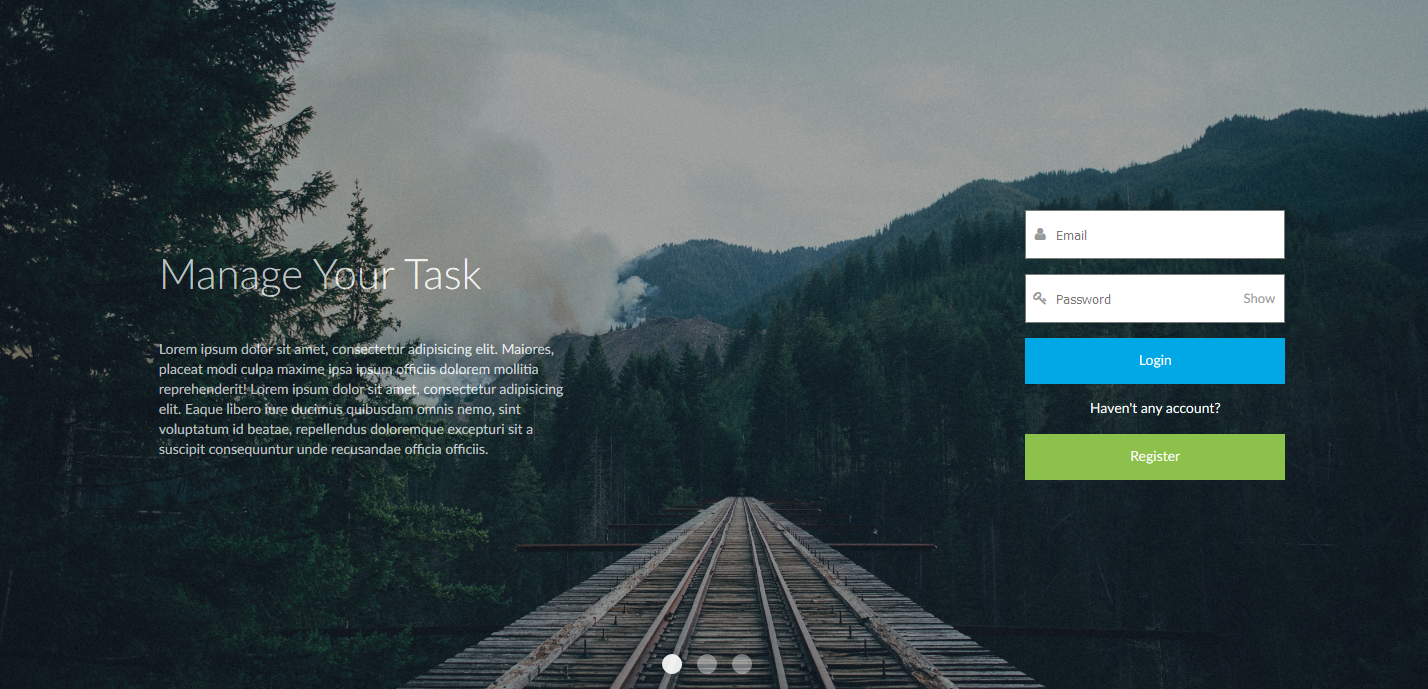 Manage Your Task
Lorem ipsum dolor sit amet, consectetur adipisicing elit. Maiores,
placeat modi culpa maxime ipsa ipsum officiis dolorem mollitia
reprehenderit! Lorem ipsum dolor sit amet, consectetur adipisicing
elit. Eaque libero iure ducimus quibusdam omnis nemo, sint
voluptatum id beatae, repellendus doloremque excepturi sit a
suscipit consequuntur unde recusandae officia officiis.
Email
Password Show
Login
Haven't any account?
Register